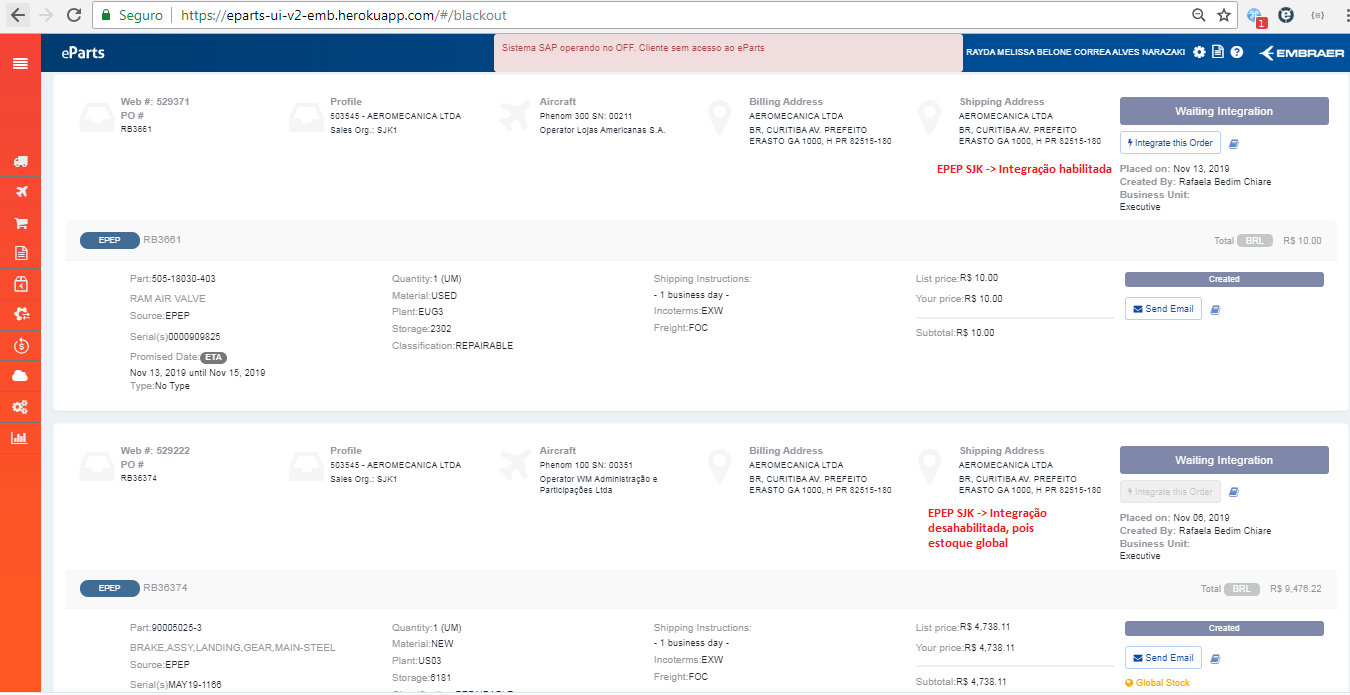 Seguro
https://eparts-ui-v2-emb.herokuapp.com/#/blackout
1
eParts
Sistema SAP operando no OFF. Cliente sem acesso ao eParts
RAYDA MELISSA BELONE CORREA ALVES NARAZAKI
EMBRAER
Web #: 529371
PO #
RB3661
Profile
503545 - AEROMECANICA LTDA
Sales Org.: SJK1
Aircraft
Phenom 300 SN: 00211
Operator Lojas Americanas S.A.
Billing Address
AEROMECANICA LTDA
BR, CURITIBA AV. PREFEITO
ERASTO GA 1000, H PR 82515-180
Shipping Address
AEROMECANICA LTDA
BR, CURITIBA AV. PREFEITO
ERASTO GA 1000, H PR 82515-180
Waiting Integration
Integrate this Order
EPEP SJK -> Integração habilitada
Placed on: Nov 13, 2019
Created By: Rafaela Bedim Chiare
Business Unit:
Executive
EPEP RB3661
Total BRL R$ 10.00
Part:505-18030-403
RAM AIR VALVE
Source:EPEP
Serial(s)0000909825
Promised Date:ETA
Nov 13, 2019 until Nov 15, 2019
Type:No Type
Quantity:1 (UM)
Material:USED
Plant:EUG3
Storage:2302
Classification:REPAIRABLE
Shipping Instructions:
- 1 business day -
Incoterms:EXW
Freight:FOC
List price:R$ 10.00
Your price:R$ 10.00
Subtotal:R$ 10.00
Created
Send Email
Web #: 529222
PO #
RB36374
Profile
503545 - AEROMECANICA LTDA
Sales Org.: SJK1
Aircraft
Phenom 100 SN: 00351
Operator WM Administração e
Participações Ltda
Billing Address
AEROMECANICA LTDA
BR, CURITIBA AV. PREFEITO
ERASTO GA 1000, H PR 82515-180
Shipping Address
AEROMECANICA LTDA
BR, CURITIBA AV. PREFEITO
ERASTO GA 1000, H PR 82515-180
Waiting Integration
Integrate this Order
EPEP SJK -> Integração
desahabilitada, pois
estoque global
Placed on: Nov 06, 2019
Created By: Rafaela Bedim Chiare
Business Unit:
Executive
EPEP RB36374
Total BRL R$ 9,476.22
Part:90005025-3
BRAKE,ASSY,LANDING,GEAR,MAIN-STEEL
Source:EPEP
Serial(s)MAY19-1166
Quantity:1 (UM)
Material:NEW
Plant:US03
Storage:6181
Shipping Instructions:
- 1 business day -
Incoterms:EXW
Freight:FOC
List price:R$ 4,738.11
Your price:R$ 4,738.11
Subtotal:R$ 4,738.11
Created
Send Email
Global Stock